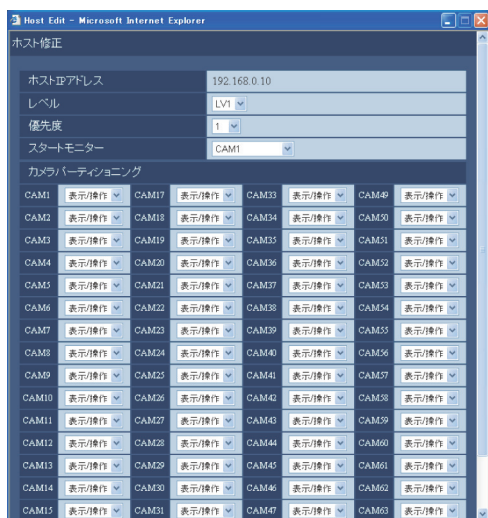 Host Edit - Microsoft Internet Explorer
ホスト修正
ホストIPアドレス 192.168.0.10
レベル LV1
優先度 1
スタートモニター CAM1
カメラパーティショニング
CAM1 表示/操作 CAM17 表示/操作 CAM33 表示/操作 CAM49 表示/操作
CAM2 表示/操作 CAM18 表示/操作 CAM34 表示/操作 CAM50 表示/操作
CAM3 表示/操作 CAM19 表示/操作 CAM35 表示/操作 CAM51 表示/操作
CAM4 表示/操作 CAM20 表示/操作 CAM36 表示/操作 CAM52 表示/操作
CAM5 表示/操作 CAM21 表示/操作 CAM37 表示/操作 CAM53 表示/操作
CAM6 表示/操作 CAM22 表示/操作 CAM38 表示/操作 CAM54 表示/操作
CAM7 表示/操作 CAM23 表示/操作 CAM39 表示/操作 CAM55 表示/操作
CAM8 表示/操作 CAM24 表示/操作 CAM40 表示/操作 CAM56 表示/操作
CAM9 表示/操作 CAM25 表示/操作 CAM41 表示/操作 CAM57 表示/操作
CAM10 表示/操作 CAM26 表示/操作 CAM42 表示/操作 CAM58 表示/操作
CAM11 表示/操作 CAM27 表示/操作 CAM43 表示/操作 CAM59 表示/操作
CAM12 表示/操作 CAM28 表示/操作 CAM44 表示/操作 CAM60 表示/操作
CAM13 表示/操作 CAM29 表示/操作 CAM45 表示/操作 CAM61 表示/操作
CAM14 表示/操作 CAM30 表示/操作 CAM46 表示/操作 CAM62 表示/操作
CAM15 表示/操作 CAM31 表示/操作 CAM47 表示/操作 CAM63 表示/操作